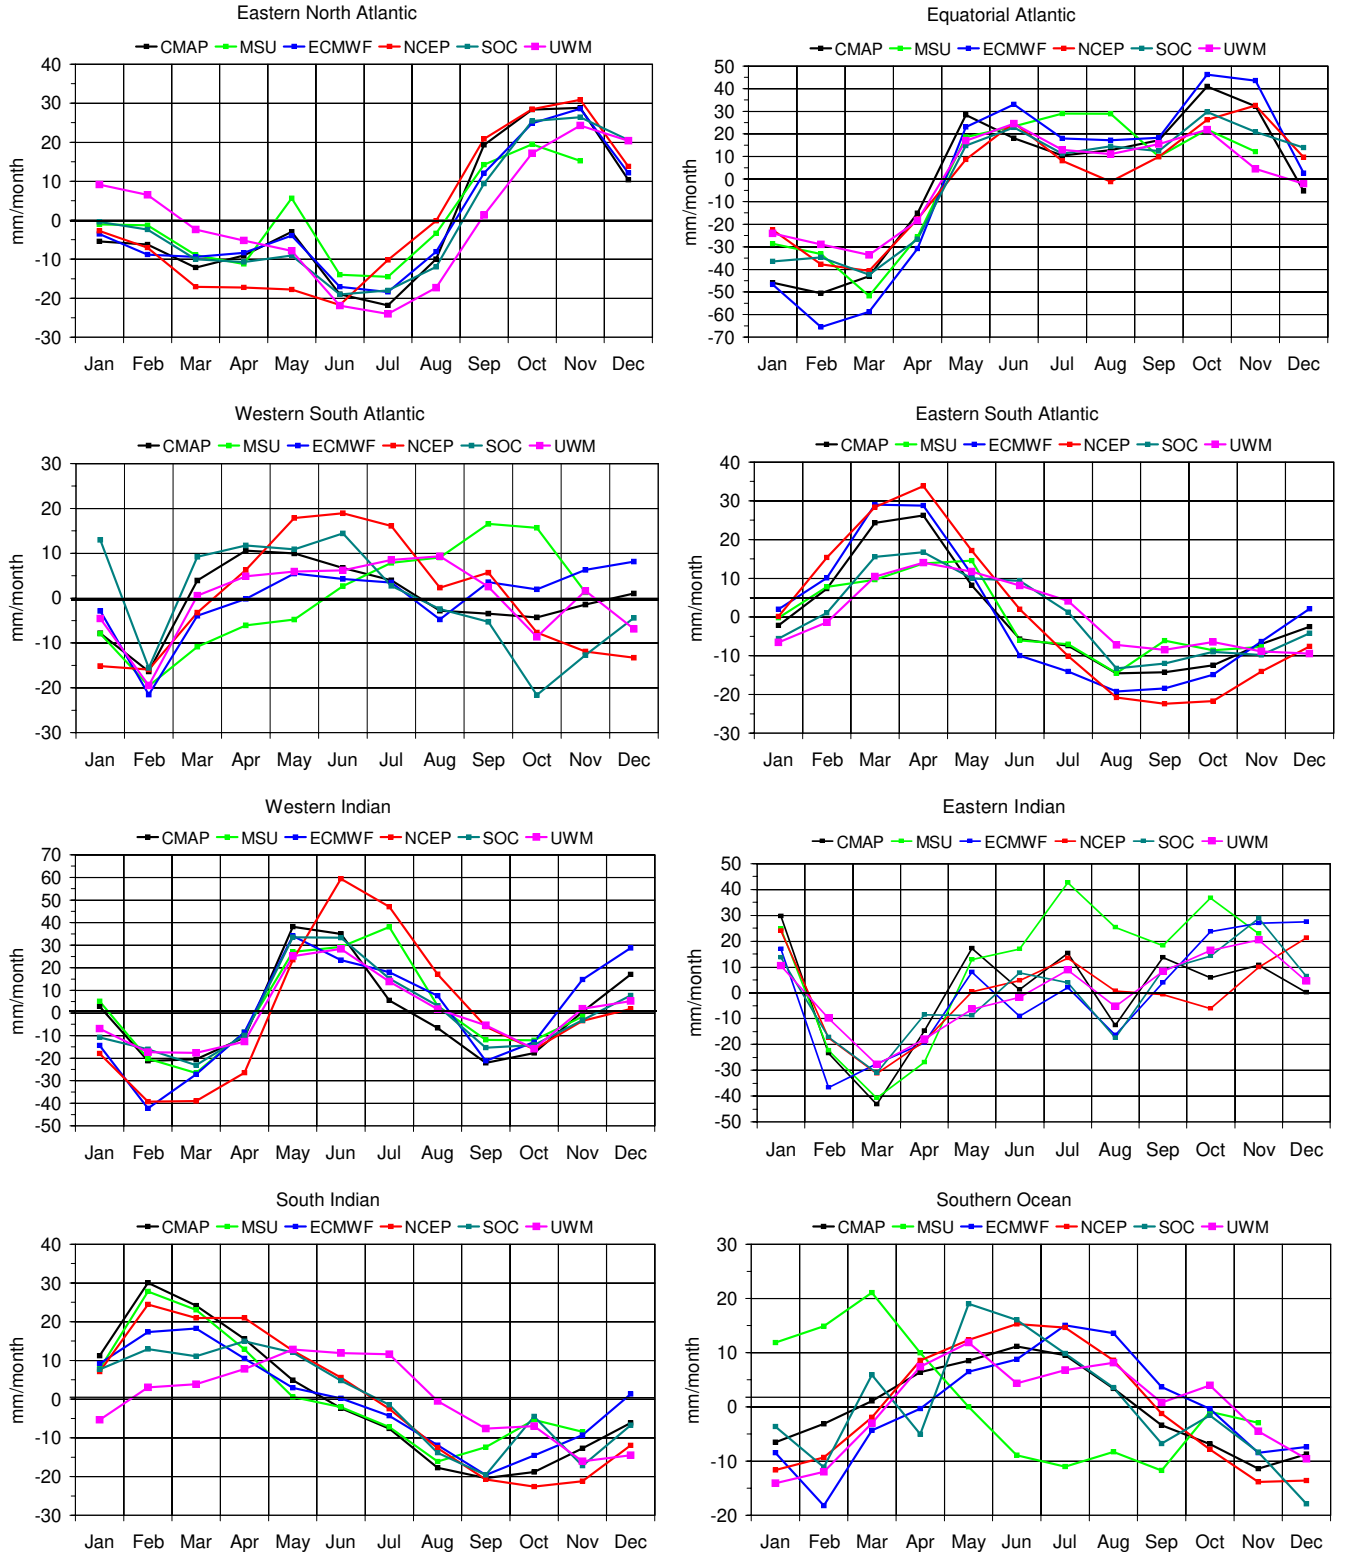 Eastern North Atlantic
CMAP MSU ECMWF NCEP SOC UWM
40
30
20
10
0
-10
-20
-30
mm/month
Jan Feb Mar Apr May Jun Jul Aug Sep Oct Nov Dec
Equatorial Atlantic
CMAP MSU ECMWF NCEP SOC UWM
50
40
30
20
10
0
-10
-20
-30
-40
-50
-60
-70
mm/month
Jan Feb Mar Apr May Jun Jul Aug Sep Oct Nov Dec
Western South Atlantic
CMAP MSU ECMWF NCEP SOC UWM
30
20
10
0
-10
-20
-30
mm/month
Jan Feb Mar Apr May Jun Jul Aug Sep Oct Nov Dec
Eastern South Atlantic
CMAP MSU ECMWF NCEP SOC UWM
40
30
20
10
0
-10
-20
-30
mm/month
Jan Feb Mar Apr May Jun Jul Aug Sep Oct Nov Dec
Western Indian
CMAP MSU ECMWF NCEP SOC UWM
70
60
50
40
30
20
10
0
-10
-20
-30
-40
-50
mm/month
Jan Feb Mar Apr May Jun Jul Aug Sep Oct Nov Dec
Eastern Indian
CMAP MSU ECMWF NCEP SOC UWM
50
40
30
20
10
0
-10
-20
-30
-40
-50
mm/month
Jan Feb Mar Apr May Jun Jul Aug Sep Oct Nov Dec
South Indian
CMAP MSU ECMWF NCEP SOC UWM
40
30
20
10
0
-10
-20
-30
mm/month
Jan Feb Mar Apr May Jun Jul Aug Sep Oct Nov Dec
Southern Ocean
CMAP MSU ECMWF NCEP SOC UWM
30
20
10
0
-10
-20
mm/month
Jan Feb Mar Apr May Jun Jul Aug Sep Oct Nov Dec